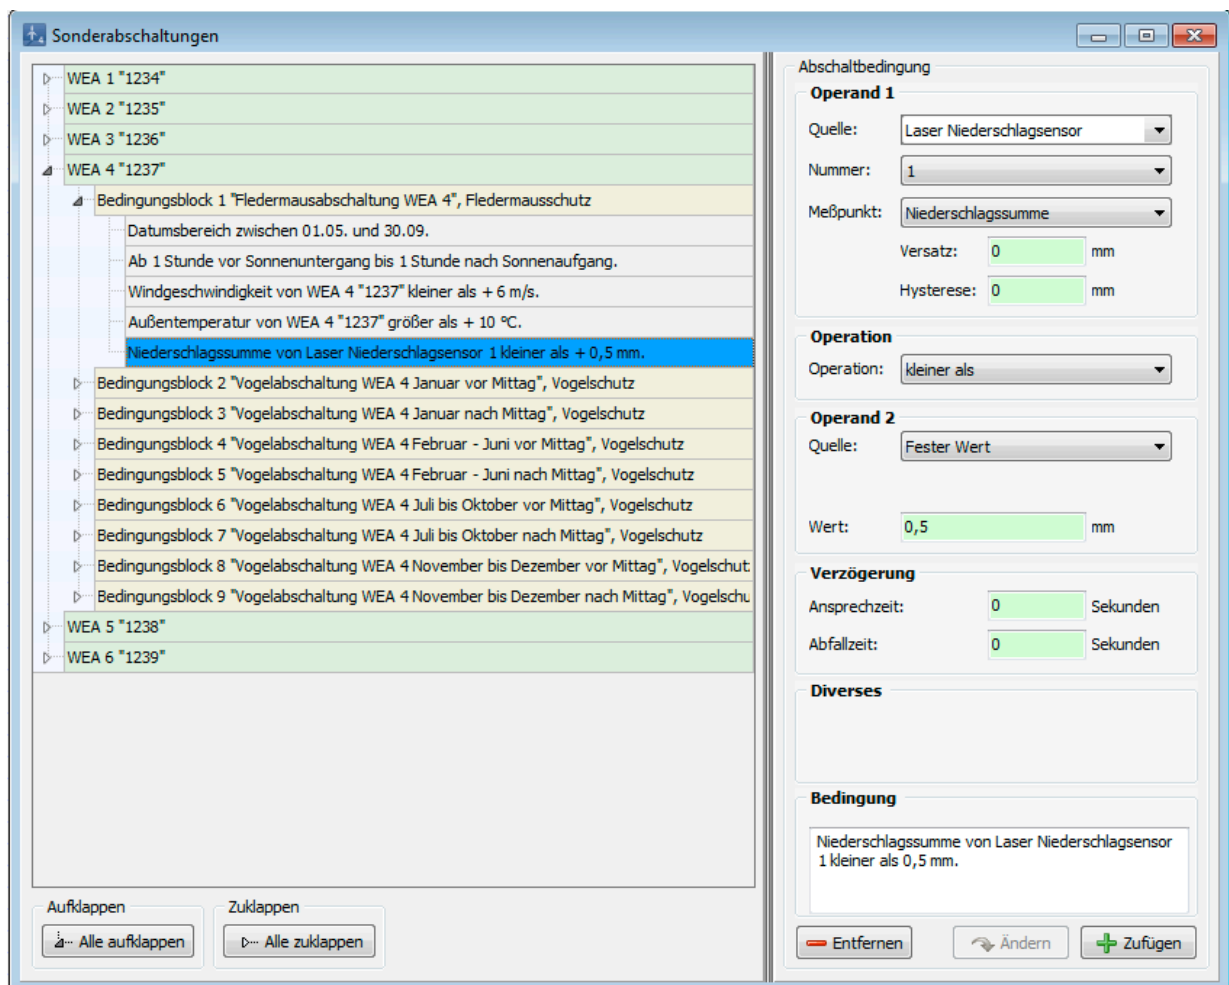 Sonderabschaltungen
WEA 1 "1234"
WEA 2 "1235"
WEA 3 "1236"
WEA 4 "1237"
Bedingungsblock 1 "Fledermausabschaltung WEA 4", Fledermausschutz
Datumsbereich zwischen 01.05. und 30.09.
Ab 1 Stunde vor Sonnenuntergang bis 1 Stunde nach Sonnenaufgang.
Windgeschwindigkeit von WEA 4 "1237" kleiner als + 6 m/s.
Außentemperatur von WEA 4 "1237" größer als + 10 °C.
Niederschlagssumme von Laser Niederschlagsensor 1 kleiner als + 0,5 mm.
Bedingungsblock 2 "Vogelabschaltung WEA 4 Januar vor Mittag", Vogelschutz
Bedingungsblock 3 "Vogelabschaltung WEA 4 Januar nach Mittag", Vogelschutz
Bedingungsblock 4 "Vogelabschaltung WEA 4 Februar - Juni vor Mittag", Vogelschutz
Bedingungsblock 5 "Vogelabschaltung WEA 4 Februar - Juni nach Mittag", Vogelschutz
Bedingungsblock 6 "Vogelabschaltung WEA 4 Juli bis Oktober vor Mittag", Vogelschutz
Bedingungsblock 7 "Vogelabschaltung WEA 4 Juli bis Oktober nach Mittag", Vogelschutz
Bedingungsblock 8 "Vogelabschaltung WEA 4 November bis Dezember vor Mittag", Vogelschut
Bedingungsblock 9 "Vogelabschaltung WEA 4 November bis Dezember nach Mittag", Vogelschu
WEA 5 "1238"
WEA 6 "1239"
Aufklappen
Alle aufklappen
Zuklappen
Alle zuklappen
Abschaltbedingung
Operand 1
Quelle: Laser Niederschlagsensor
Nummer: 1
Meßpunkt: Niederschlagssumme
Versatz: 0 mm
Hysterese: 0 mm
Operation
Operation: kleiner als
Operand 2
Quelle: Fester Wert
Wert: 0,5 mm
Verzögerung
Ansprechzeit: 0 Sekunden
Abfallzeit: 0 Sekunden
Diverses
Bedingung
Niederschlagssumme von Laser Niederschlagsensor
1 kleiner als 0,5 mm.
Entfernen
Ändern
Zufügen